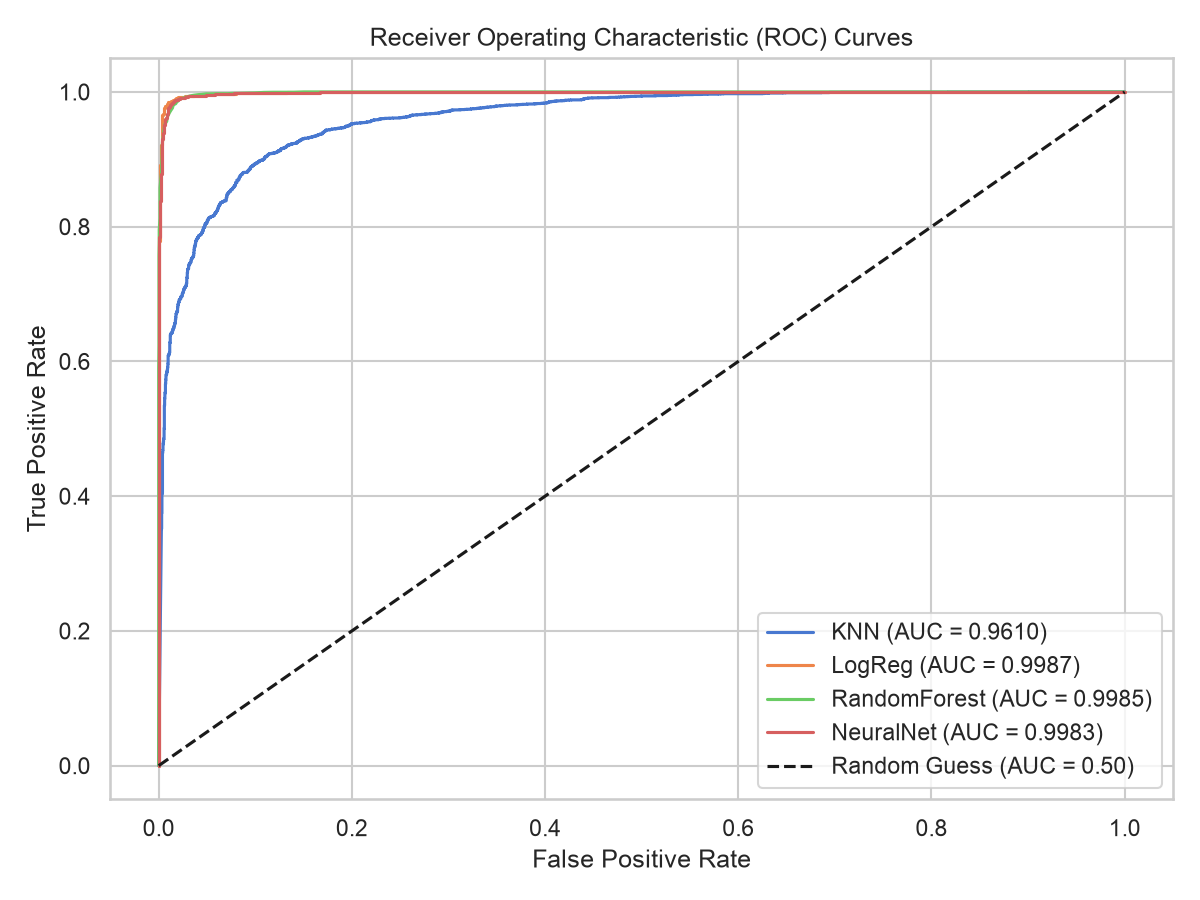 Receiver Operating Characteristic (ROC) Curves
True Positive Rate
1.0
0.8
0.6
0.4
0.2
0.0
KNN (AUC = 0.9610)
LogReg (AUC = 0.9987)
RandomForest (AUC = 0.9985)
NeuralNet (AUC = 0.9983)
Random Guess (AUC = 0.50)
0.0 0.2 0.4 0.6 0.8 1.0
False Positive Rate